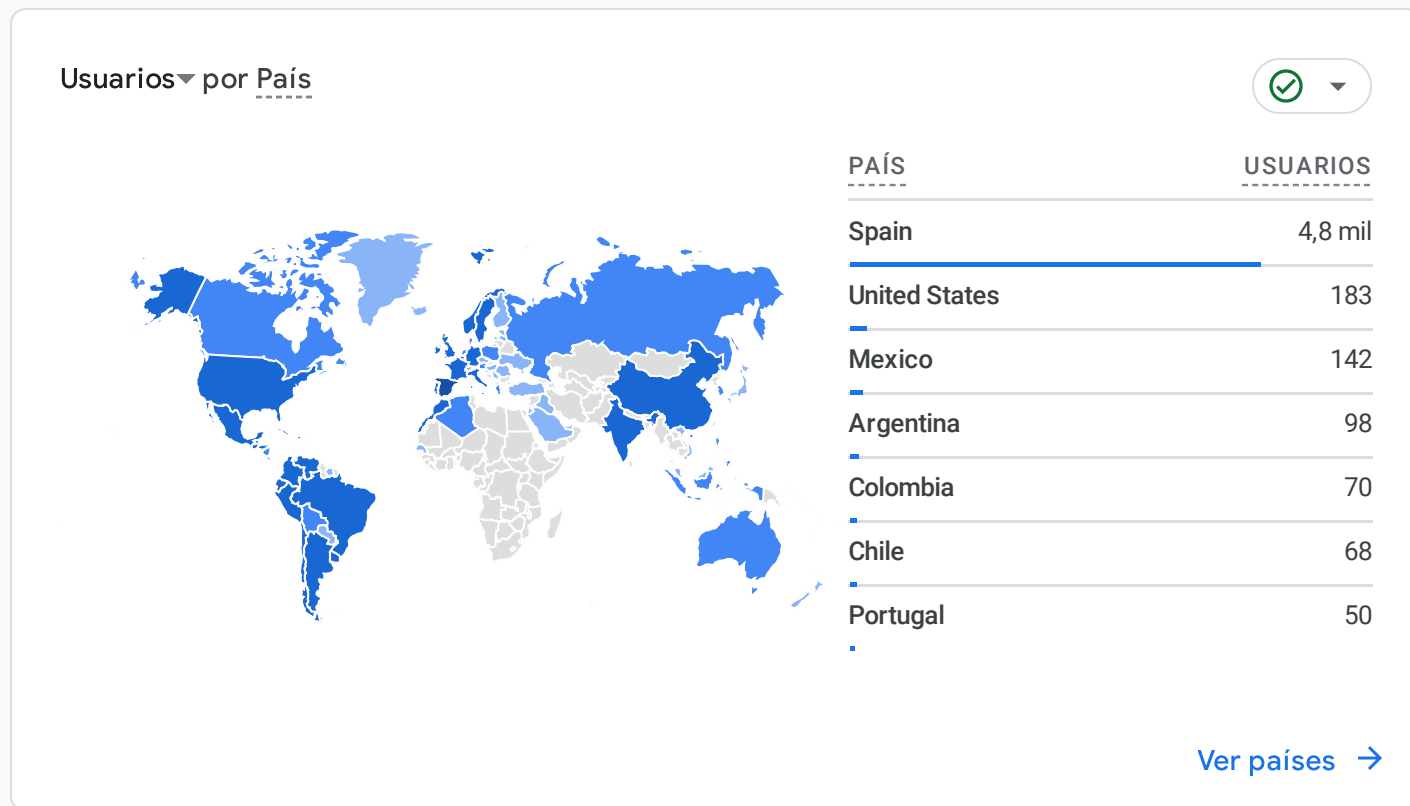 Usuarios por País
PAÍS USUARIOS
Spain 4,8 mil
United States 183
Mexico 142
Argentina 98
Colombia 70
Chile 68
Portugal 50
Ver países